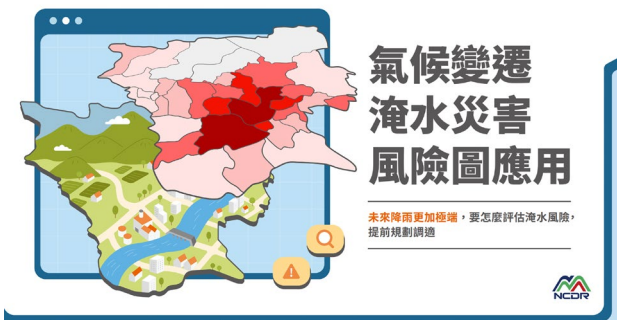 氣候變遷
淹水災害
風險圖應用
未來降雨更加極端，要怎麼評估淹水風險，
提前規劃調適
NCDR